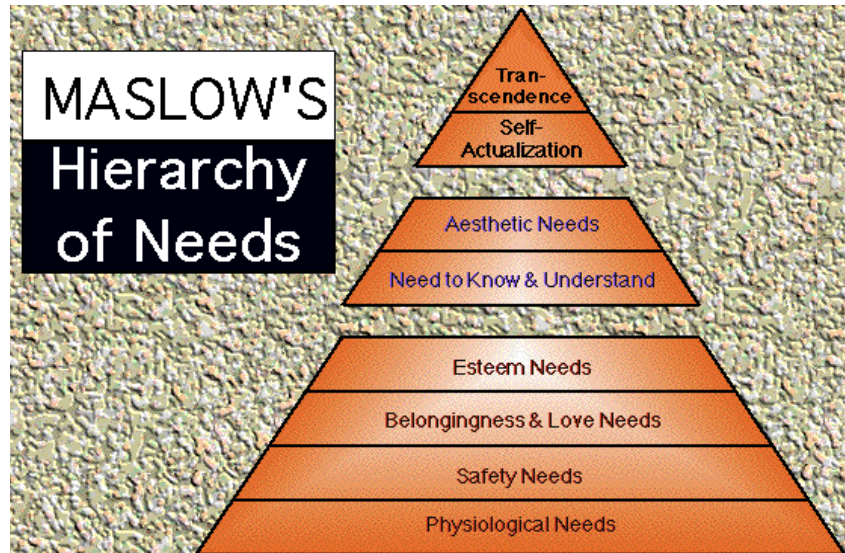 MASLOW'S
Hierarchy
of Needs
Tran-
scendence
Self-
Actualization
Aesthetic Needs
Need to Know & Understand
Esteem Needs
Belongingness & Love Needs
Safety Needs
Physiological Needs